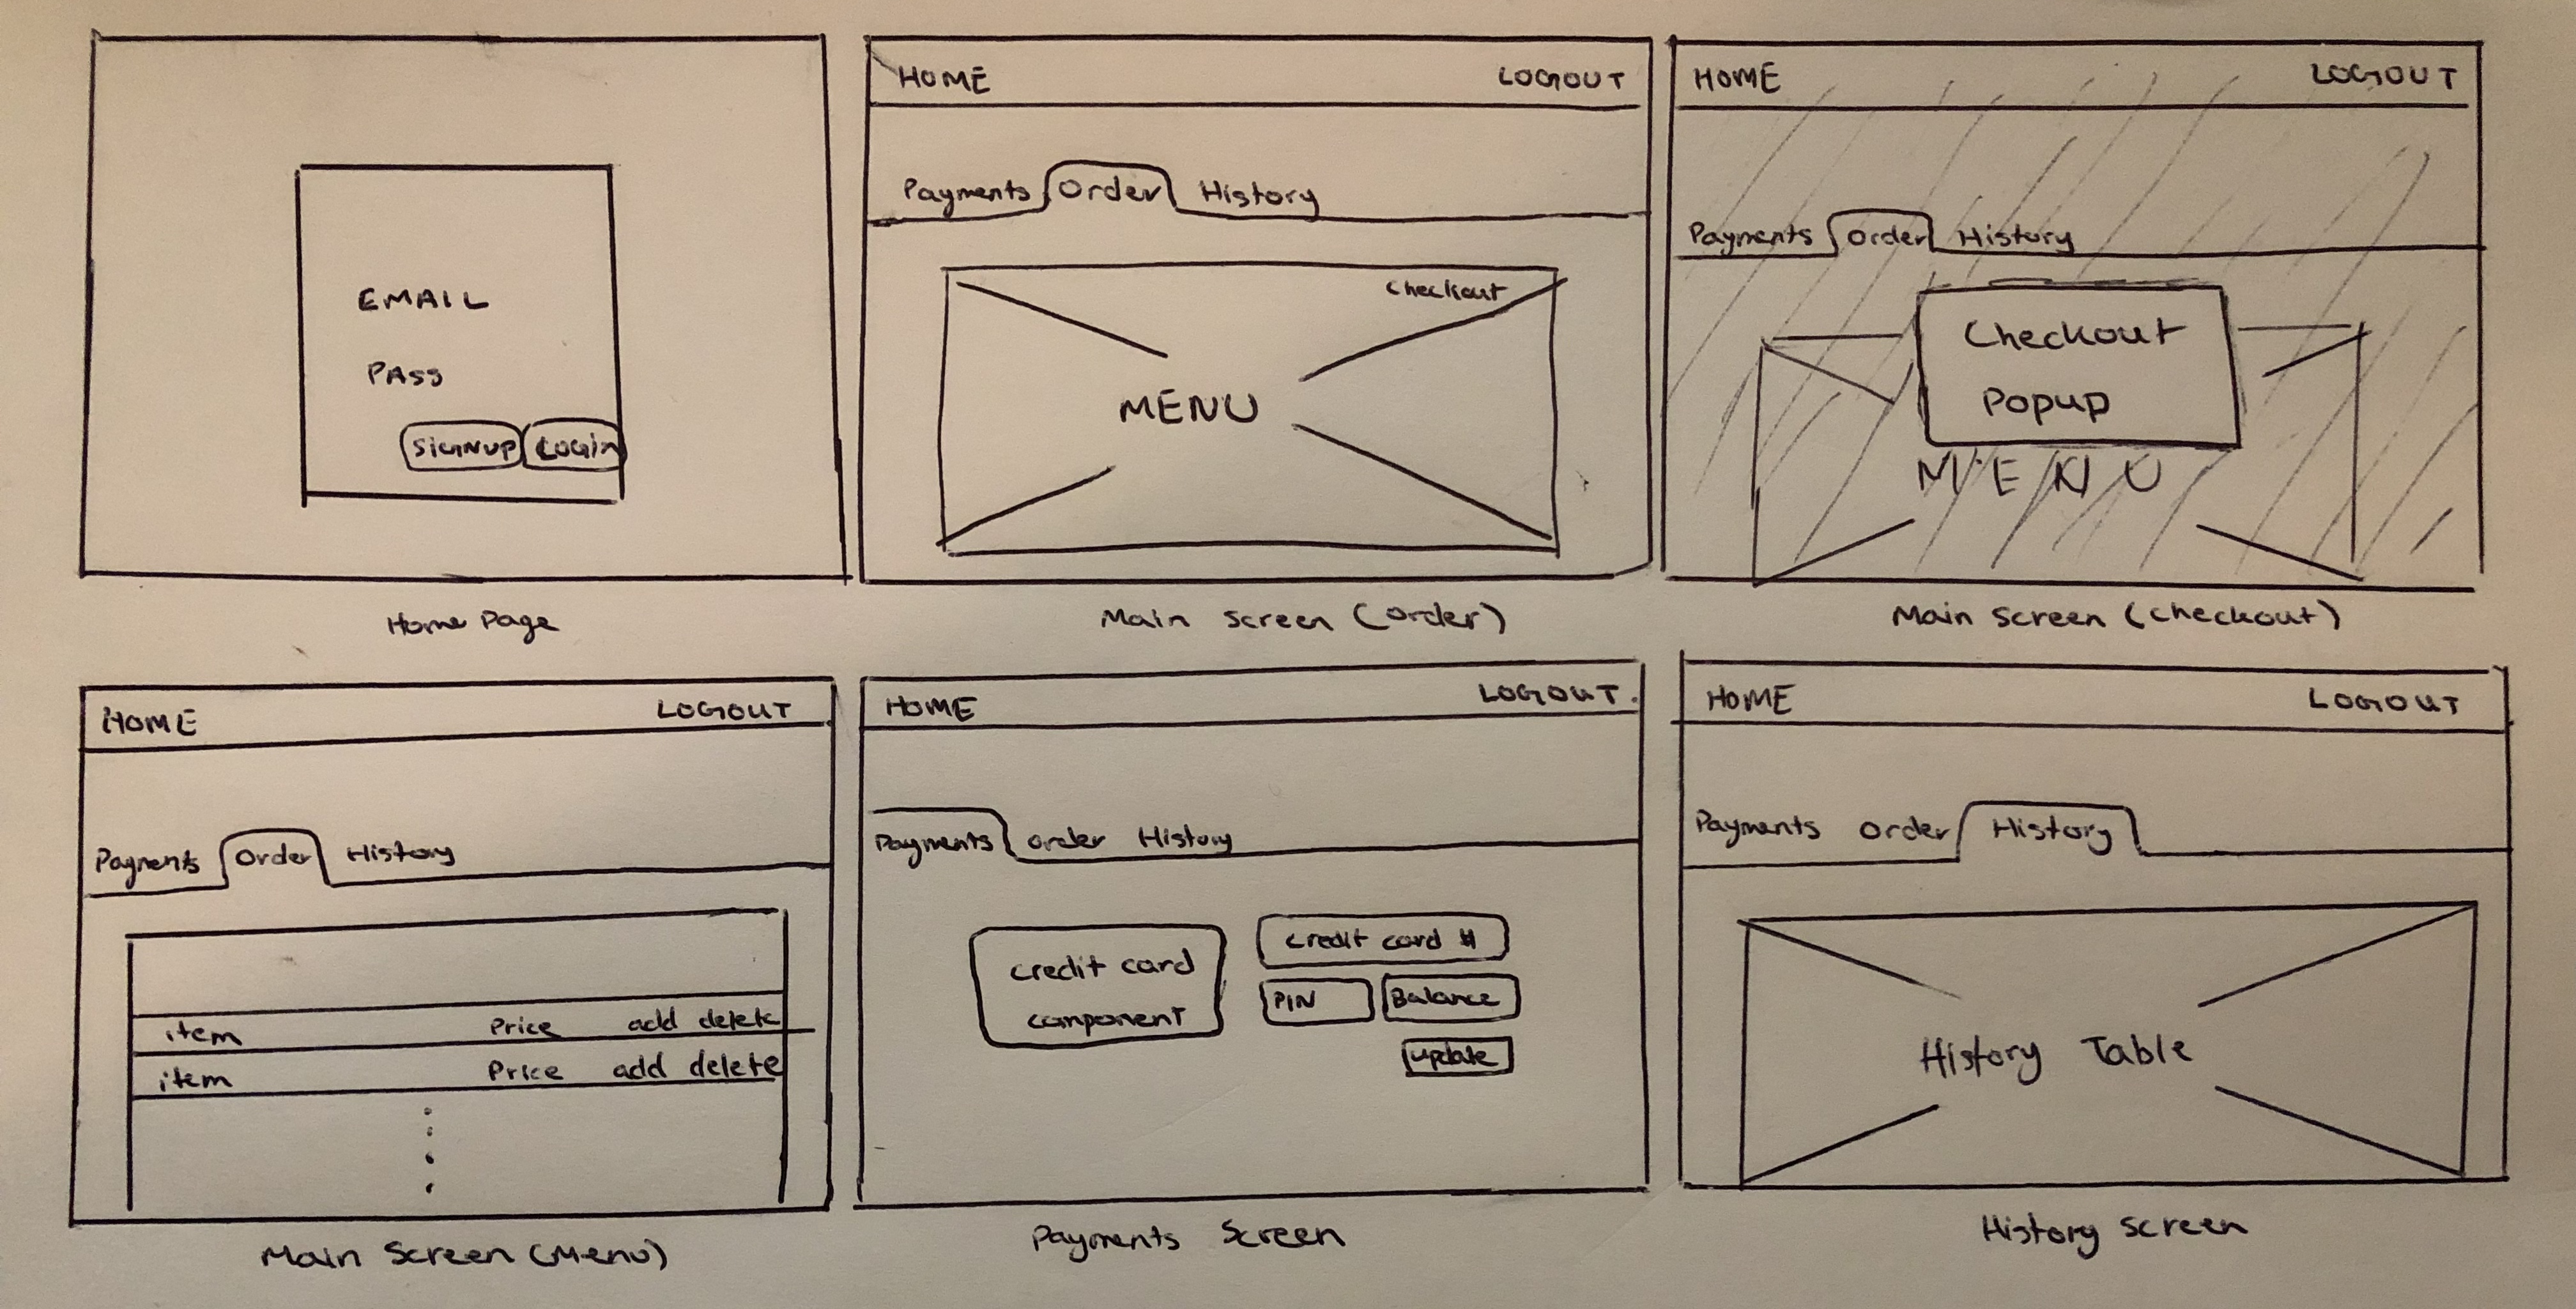 EMAIL
PASS
SIGNUP LOGIN
Home Page
HOME LOGOUT
Payments Order History
Checkout
MENU
Main Screen (Order)
HOME LOGOUT
Payments Order History
Checkout
Popup
MENU
Main Screen (Checkout)
HOME LOGOUT
Payments Order History
item Price add delete
item Price add delete
Main Screen (Menu)
HOME LOGOUT
Payments Order History
credit card
component
credit card #
PIN Balance
update
Payments Screen
HOME LOGOUT
Payments Order History
History Table
History Screen